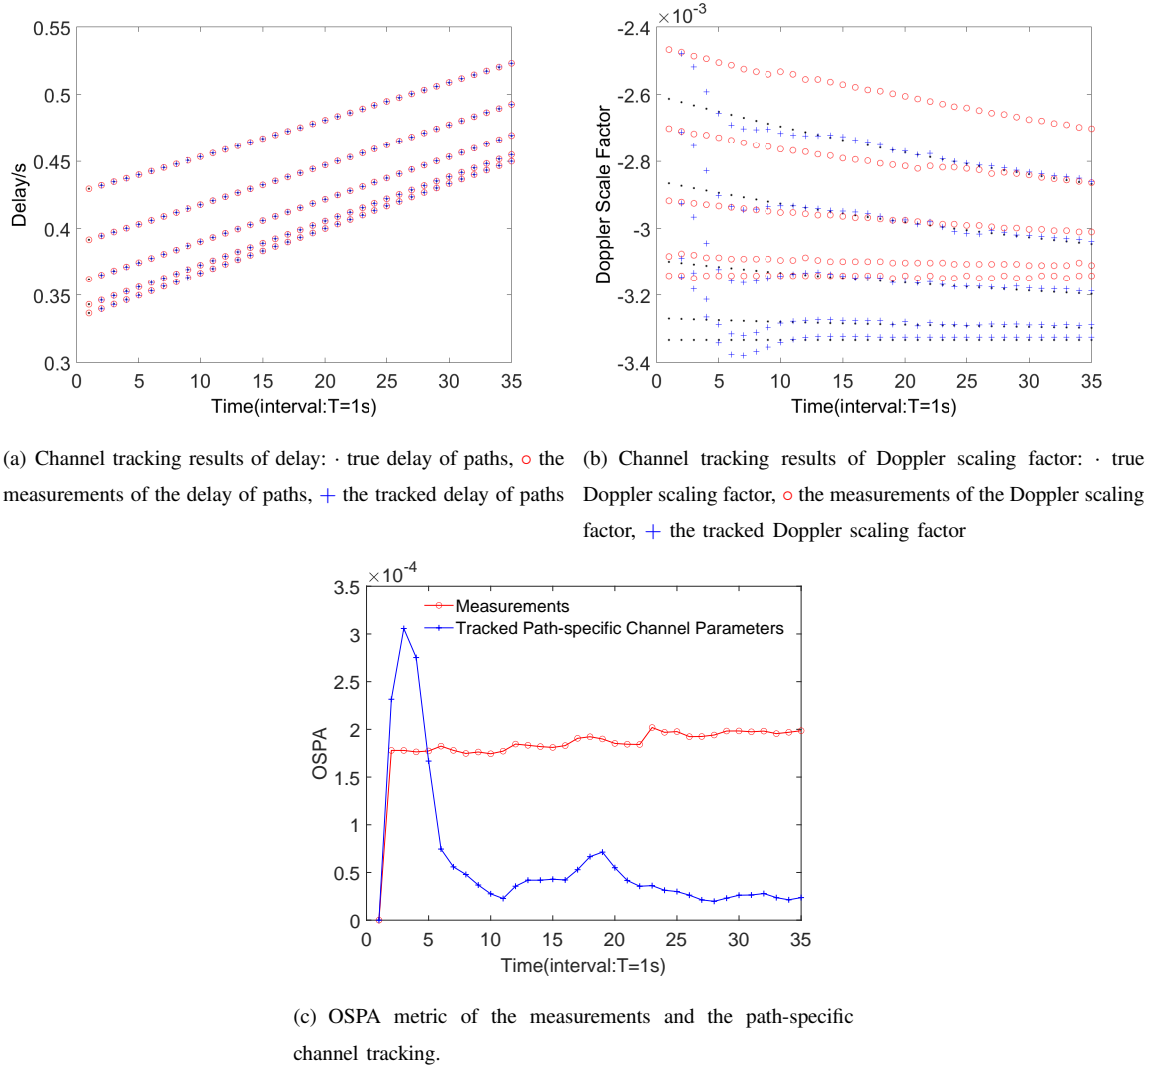 0.55
0.5
0.45
0.4
0.35
0.3
Delay/s
0 5 10 15 20 25 30 35
Time(interval:T=1s)
×10-3
-2.4
-2.6
-2.8
-3
-3.2
-3.4
Doppler Scale Factor
0 5 10 15 20 25 30 35
Time(interval:T=1s)
(a) Channel tracking results of delay: · true delay of paths, o the
measurements of the delay of paths, + the tracked delay of paths
(b) Channel tracking results of Doppler scaling factor: · true
Doppler scaling factor, o the measurements of the Doppler scaling
factor, + the tracked Doppler scaling factor
×10-4
3.5
3
2.5
2
1.5
1
0.5
0
OSPA
Measurements
Tracked Path-specific Channel Parameters
0 5 10 15 20 25 30 35
Time(interval:T=1s)
(c) OSPA metric of the measurements and the path-specific
channel tracking.